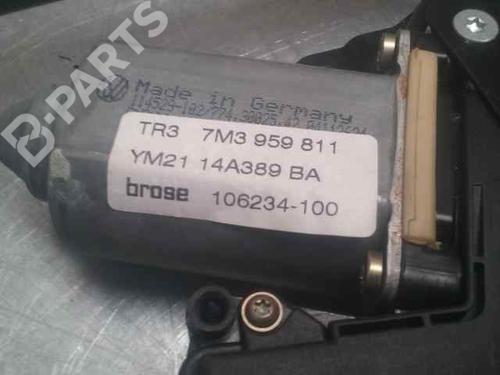 B-PARTS
Made in Germany
TR3 7M3 959 811
YM21 14A389 BA
brose 106234-100